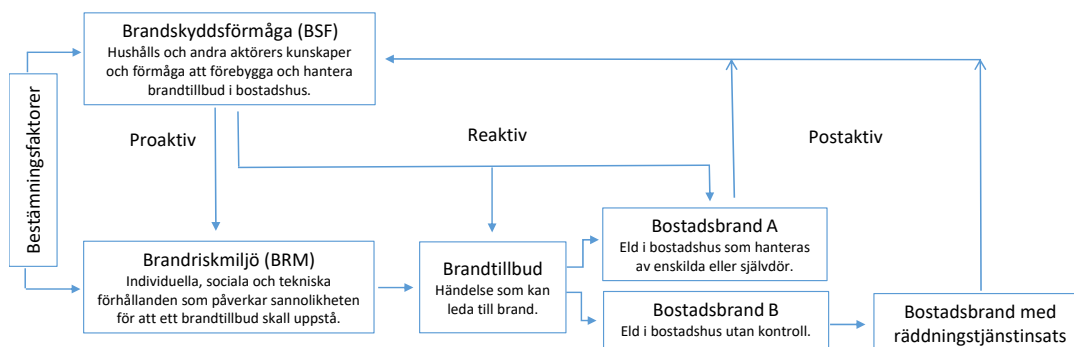 Brandskyddsförmåga (BSF)
Hushålls och andra aktörers kunskaper
och förmåga att förebygga och hantera
brandtillbud i bostadshus.
Bestämningsfaktorer
Proaktiv
Reaktiv
Postaktiv
Brandriskmiljö (BRM)
Individuella, sociala och tekniska
förhållanden som påverkar sannolikheten
för att ett brandtillbud skall uppstå.
Brandtillbud
Händelse som kan
leda till brand.
Bostadsbrand A
Eld i bostadshus som hanteras
av enskilda eller självdör.
Bostadsbrand B
Eld i bostadshus utan kontroll.
Bostadsbrand med
räddningstjänstinsats